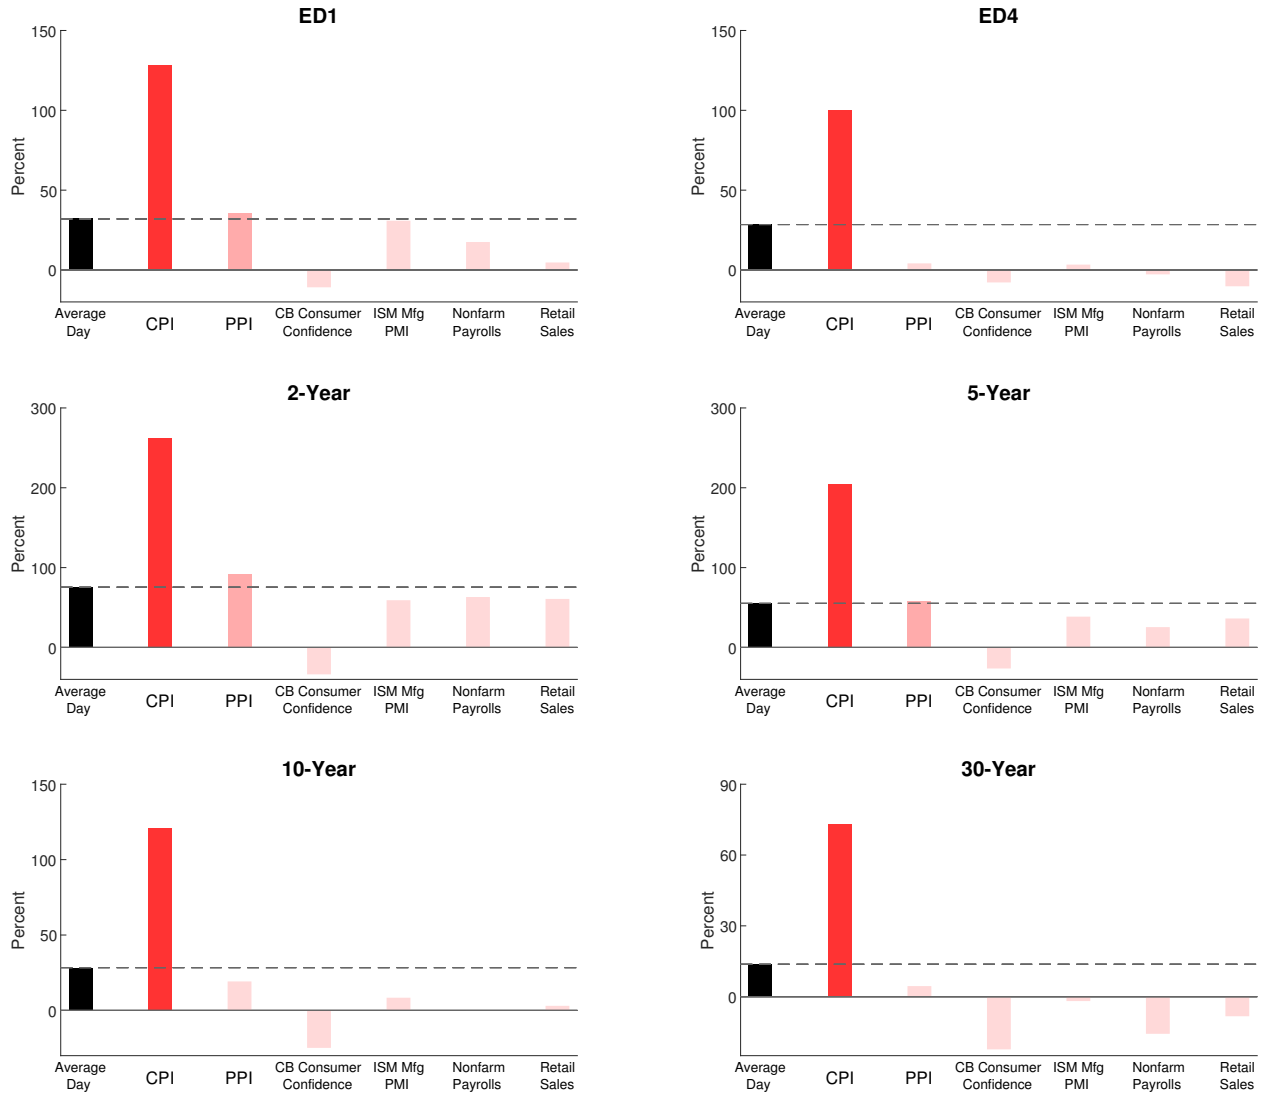 ED1
150
100
50
0
Percent
Average Day
CPI
PPI
CB Consumer Confidence
ISM Mfg PMI
Nonfarm Payrolls
Retail Sales
ED4
150
100
50
0
Percent
Average Day
CPI
PPI
CB Consumer Confidence
ISM Mfg PMI
Nonfarm Payrolls
Retail Sales
2-Year
300
200
100
0
Percent
Average Day
CPI
PPI
CB Consumer Confidence
ISM Mfg PMI
Nonfarm Payrolls
Retail Sales
5-Year
300
200
100
0
Percent
Average Day
CPI
PPI
CB Consumer Confidence
ISM Mfg PMI
Nonfarm Payrolls
Retail Sales
10-Year
150
100
50
0
Percent
Average Day
CPI
PPI
CB Consumer Confidence
ISM Mfg PMI
Nonfarm Payrolls
Retail Sales
30-Year
90
60
30
0
Percent
Average Day
CPI
PPI
CB Consumer Confidence
ISM Mfg PMI
Nonfarm Payrolls
Retail Sales